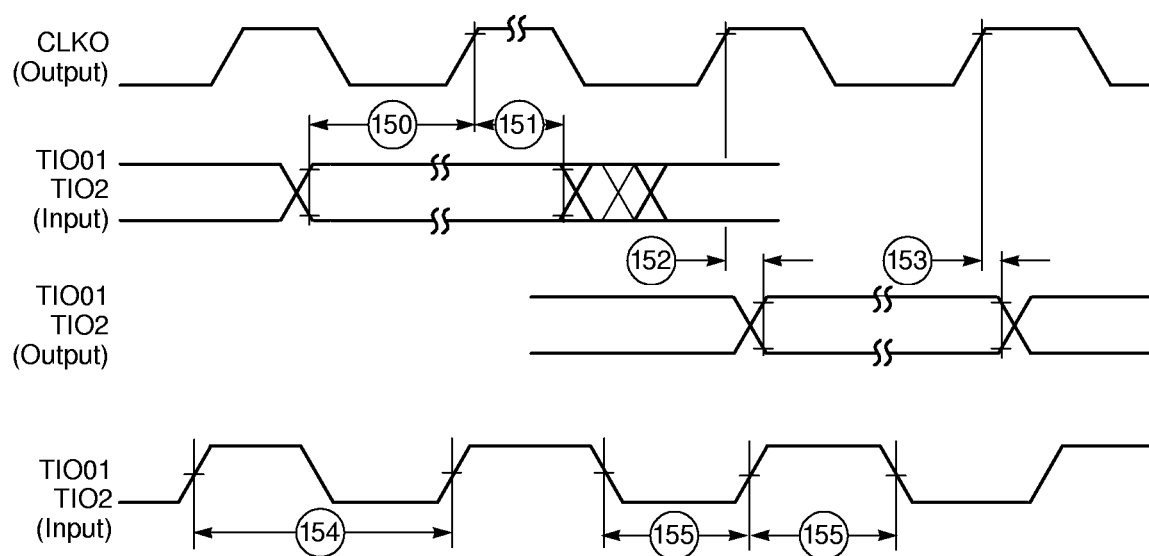 CLKO
(Output)
150
151
TIO01
TIO2
(Input)
152
153
TIO01
TIO2
(Output)
TIO01
TIO2
(Input)
154
155
155